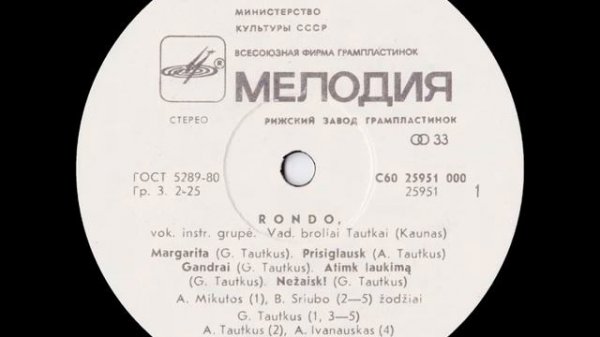 МИНИСТЕРСТВО
КУЛЬТУРЫ СССР
ВСЕСОЮЗНАЯ ФИРМА ГРАМПЛАСТИНОК
МЕЛОДИЯ
СТЕРЕО
РИЖСКИЙ ЗАВОД ГРАМПЛАСТИНОК
33
ГОСТ 5289-80
Гр. 3. 2-25
С60 25951 000
25951
1
RONDO,
vok. instr. grupė. Vad. broliai Tautkai (Kaunas)
Margarita (G. Tautkus). Prisiglausk (A. Tautkus)
Gandrai (G. Tautkus). Atimk laukimą
(G. Tautkus). Nežaisk! (G. Tautkus)
A. Mikutos (1), B. Sriubo (2—5) žodžiai
G. Tautkus (1, 3—5)
A. Tautkus (2), A. Ivanauskas (4)